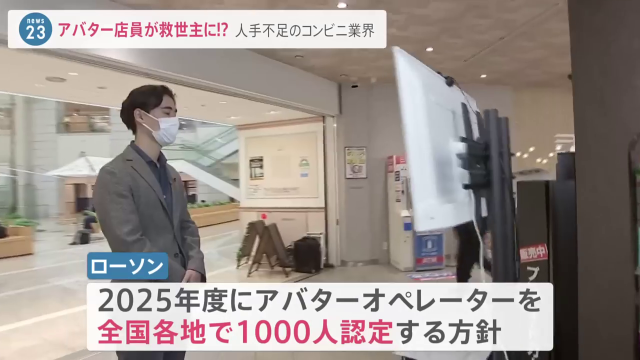 news
23
アバター店員が救世主に!? 人手不足のコンビニ業界
販売中
ローソン
2025年度にアバターオペレーターを
全国各地で1000人認定する方針